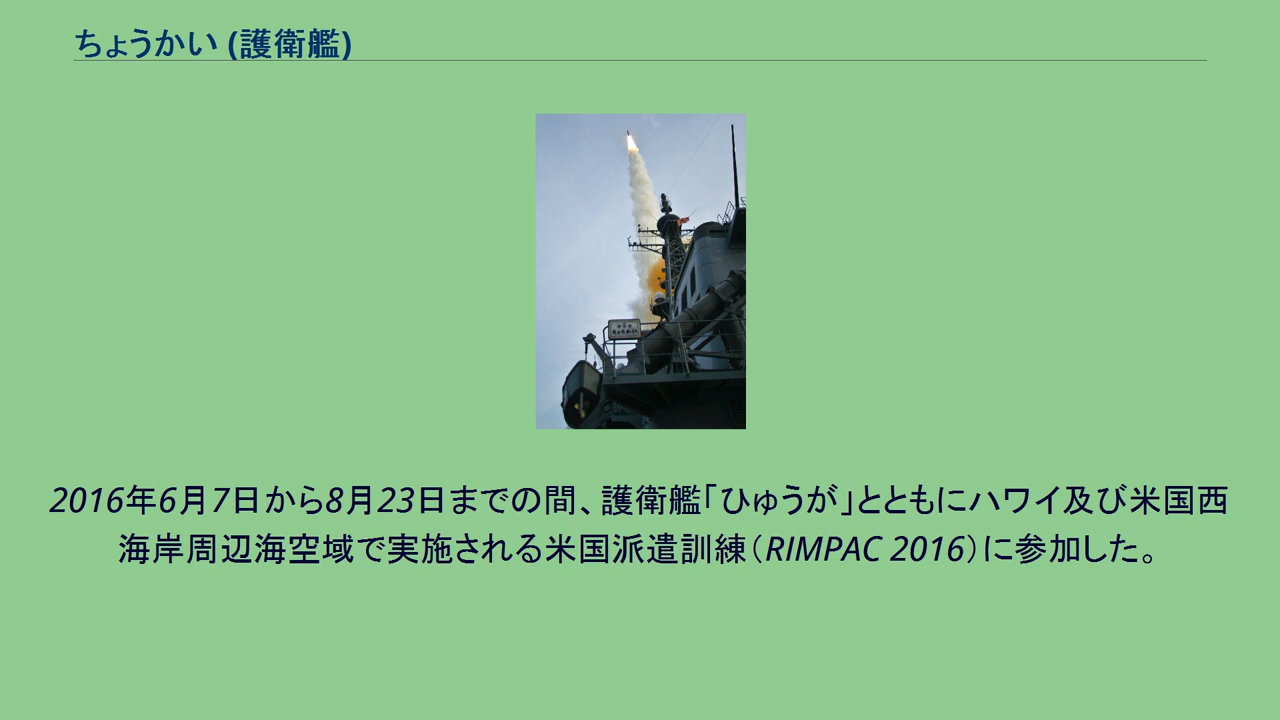 ちょうかい (護衛艦)
2016年6月7日から8月23日までの間、護衛艦「ひゅうが」とともにハワイ及び米国西
海岸周辺海空域で実施される米国派遣訓練（RIMPAC 2016）に参加した。